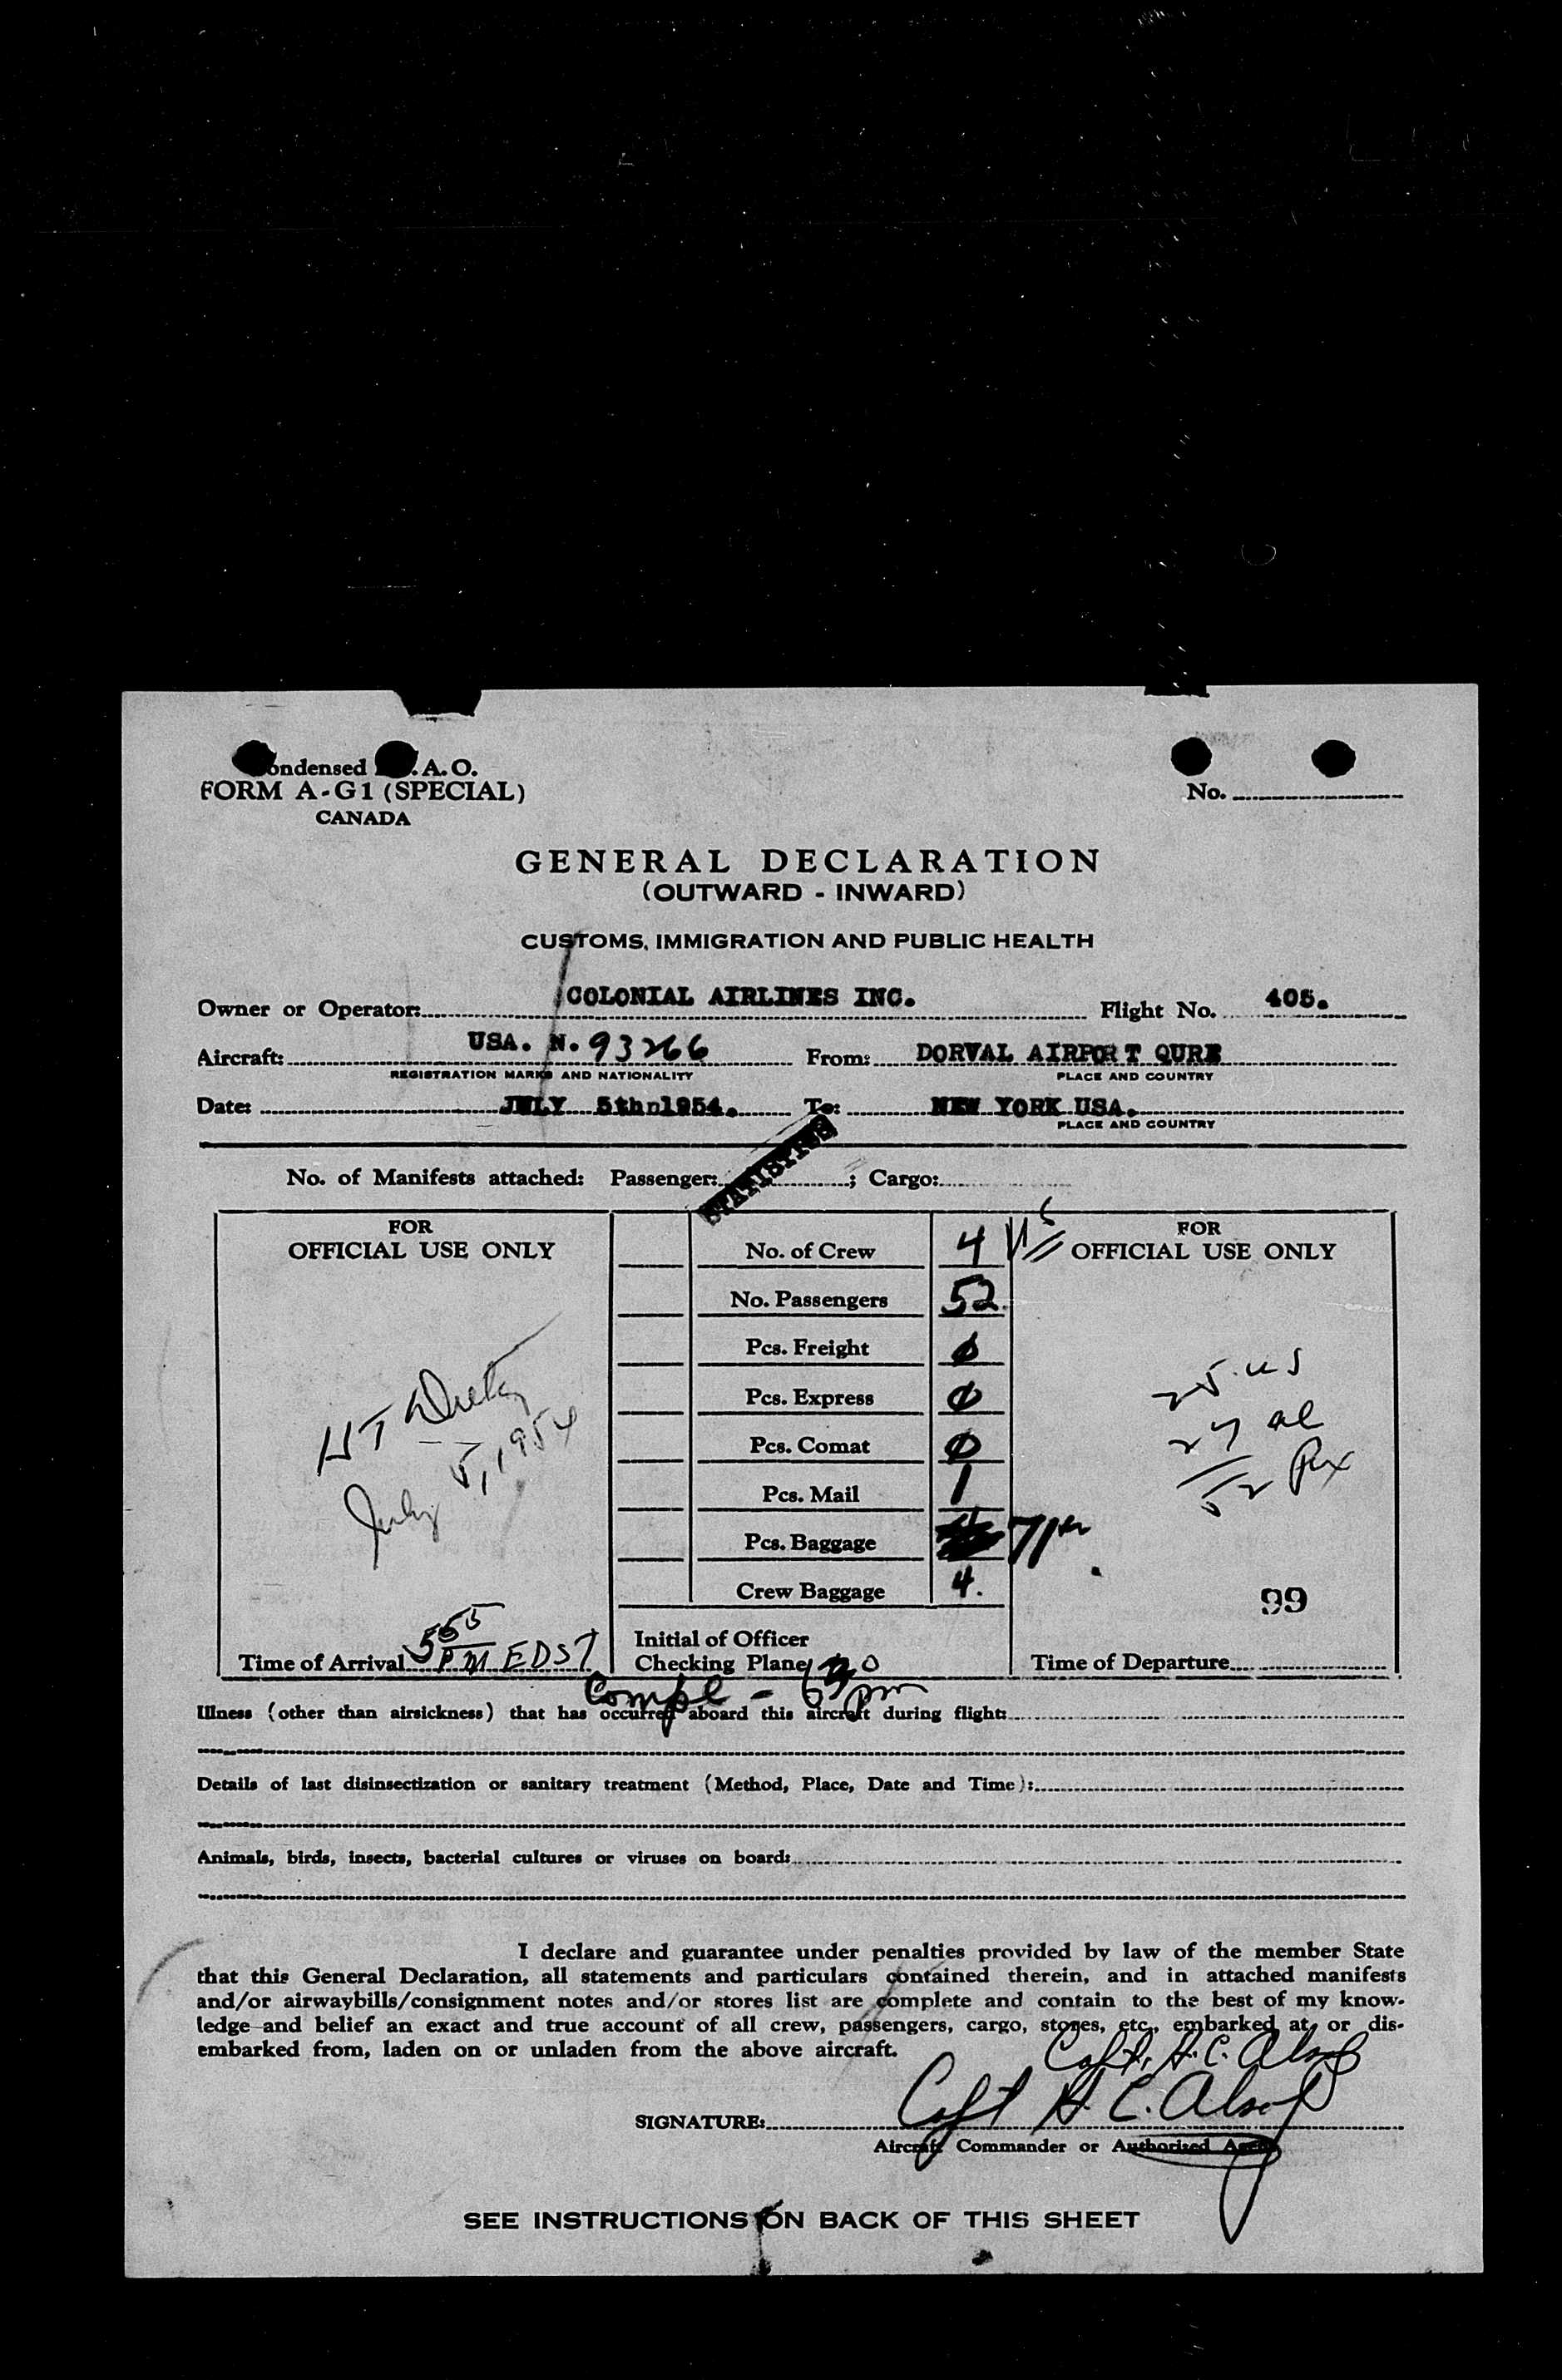 ondensed .A.O.
FORM A-G1 (SPECIAL)
CANADA
No.
GENERAL DECLARATION
(OUTWARD - INWARD)
CUSTOMS, IMMIGRATION AND PUBLIC HEALTH
Owner or Operator: COLONIAL AIRLINES INC. Flight No. 405.
Aircraft: USA. N. 93266 From: DORVAL AIRPORT QURE
REGISTRATION MARKS AND NATIONALITY PLACE AND COUNTRY
Date: JULY 5th 1954. To: NEW YORK USA.
PLACE AND COUNTRY
STATISTICS
No. of Manifests attached: Passenger: ; Cargo:
FOR
OFFICIAL USE ONLY
July 5, 1954
Time of Arrival 555 PM EDST
No. of Crew 4
No. Passengers 52
Pcs. Freight 0
Pcs. Express 0
Pcs. Comat 0
Pcs. Mail 1
Pcs. Baggage 71
Crew Baggage 4.
Initial of Officer
Checking Plane
Compl - pm
FOR
OFFICIAL USE ONLY
25 US
27 al
52 Px
99
Time of Departure
Illness (other than airsickness) that has occurred aboard this aircraft during flight:
Details of last disinsectization or sanitary treatment (Method, Place, Date and Time):
Animals, birds, insects, bacterial cultures or viruses on board:
I declare and guarantee under penalties provided by law of the member State
that this General Declaration, all statements and particulars contained therein, and in attached manifests
and/or airwaybills/consignment notes and/or stores list are complete and contain to the best of my know-
ledge and belief an exact and true account of all crew, passengers, cargo, stores, etc., embarked at, or dis-
embarked from, laden on or unladen from the above aircraft.
Capt. H. C. Alsop
SIGNATURE: Capt H. C. Alsop
Aircraft Commander or Authorized Agent
SEE INSTRUCTIONS ON BACK OF THIS SHEET